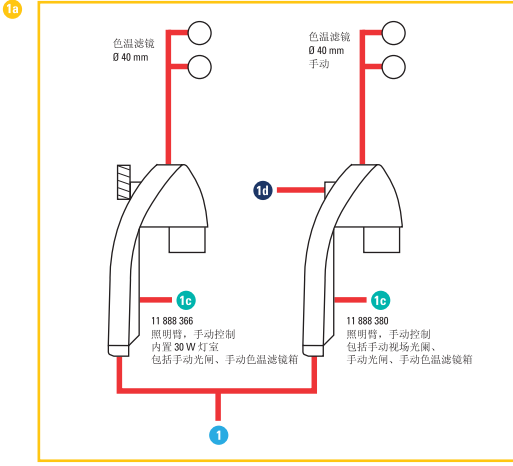 1a
色温滤镜
Ø 40 mm
色温滤镜
Ø 40 mm
手动
1d
1c
11 888 366
照明臂，手动控制
内置 30 W 灯室
包括手动光闸、手动色温滤镜箱
1c
11 888 380
照明臂，手动控制
包括手动视场光阑、
手动光闸、手动色温滤镜箱
1